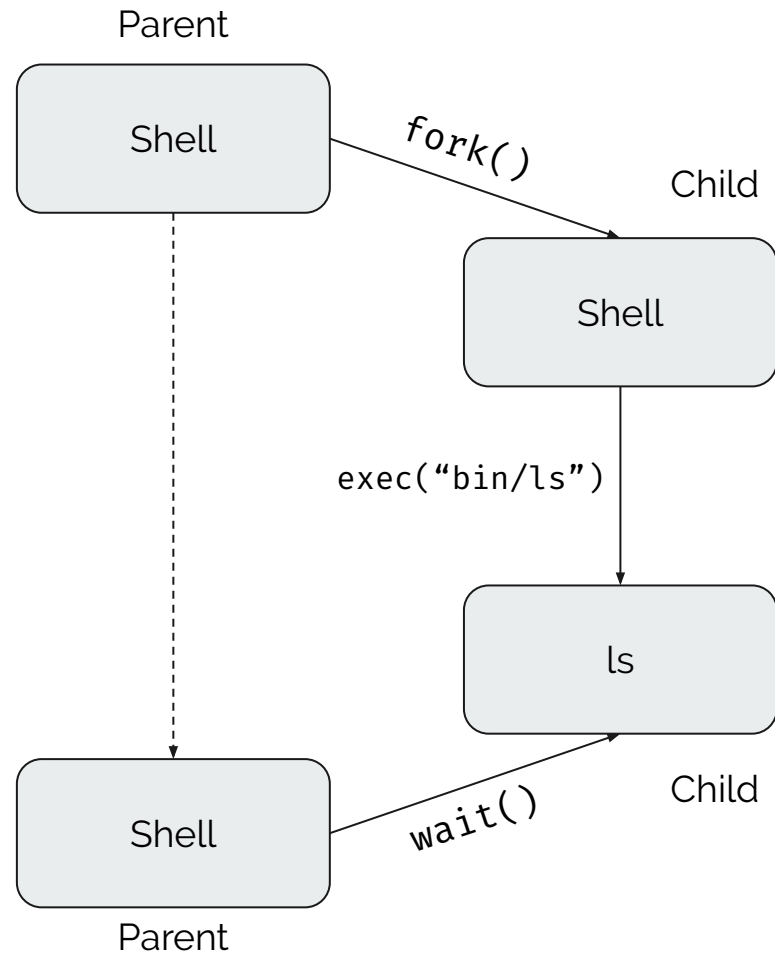 Parent
Shell
fork()
Child
Shell
exec(“bin/ls”)
ls
Child
wait()
Shell
Parent